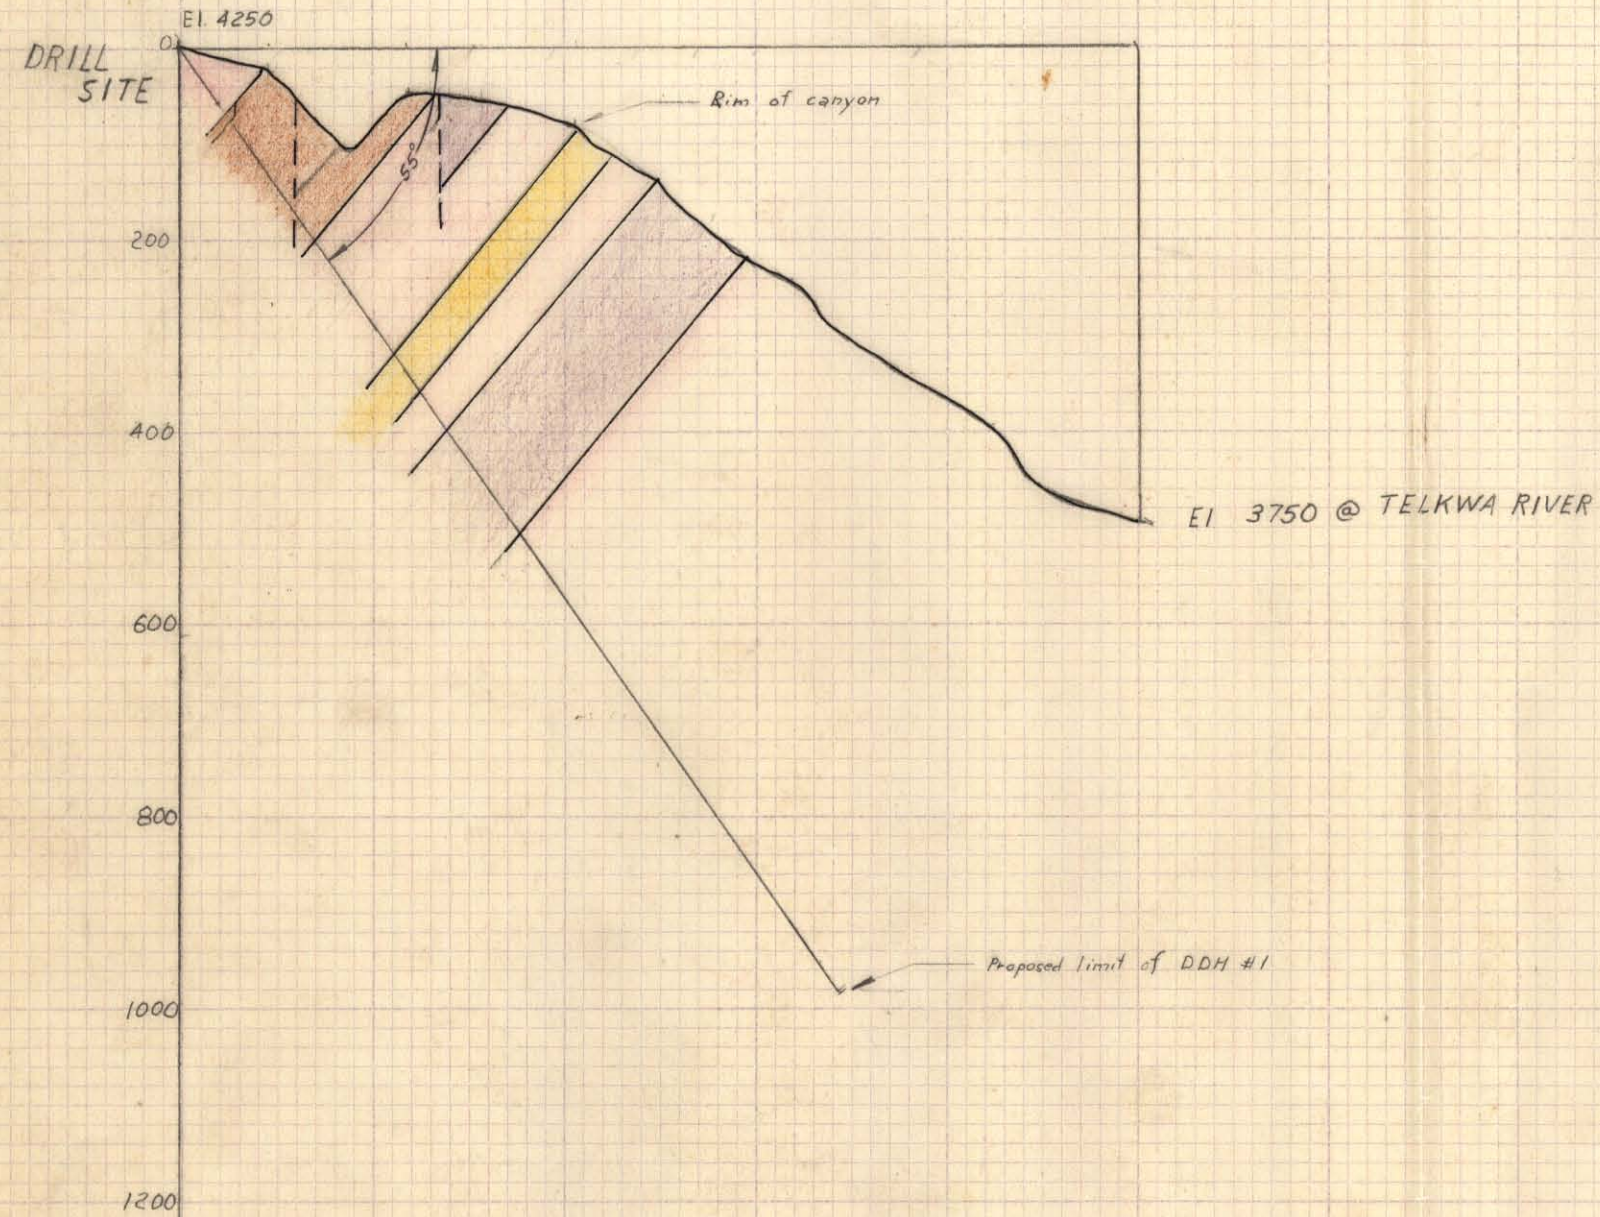 El. 4250
0
DRILL
SITE
Rim of canyon
55°
200
400
El 3750 @ TELKWA RIVER
600
800
Proposed limit of DDH #1
1000
1200